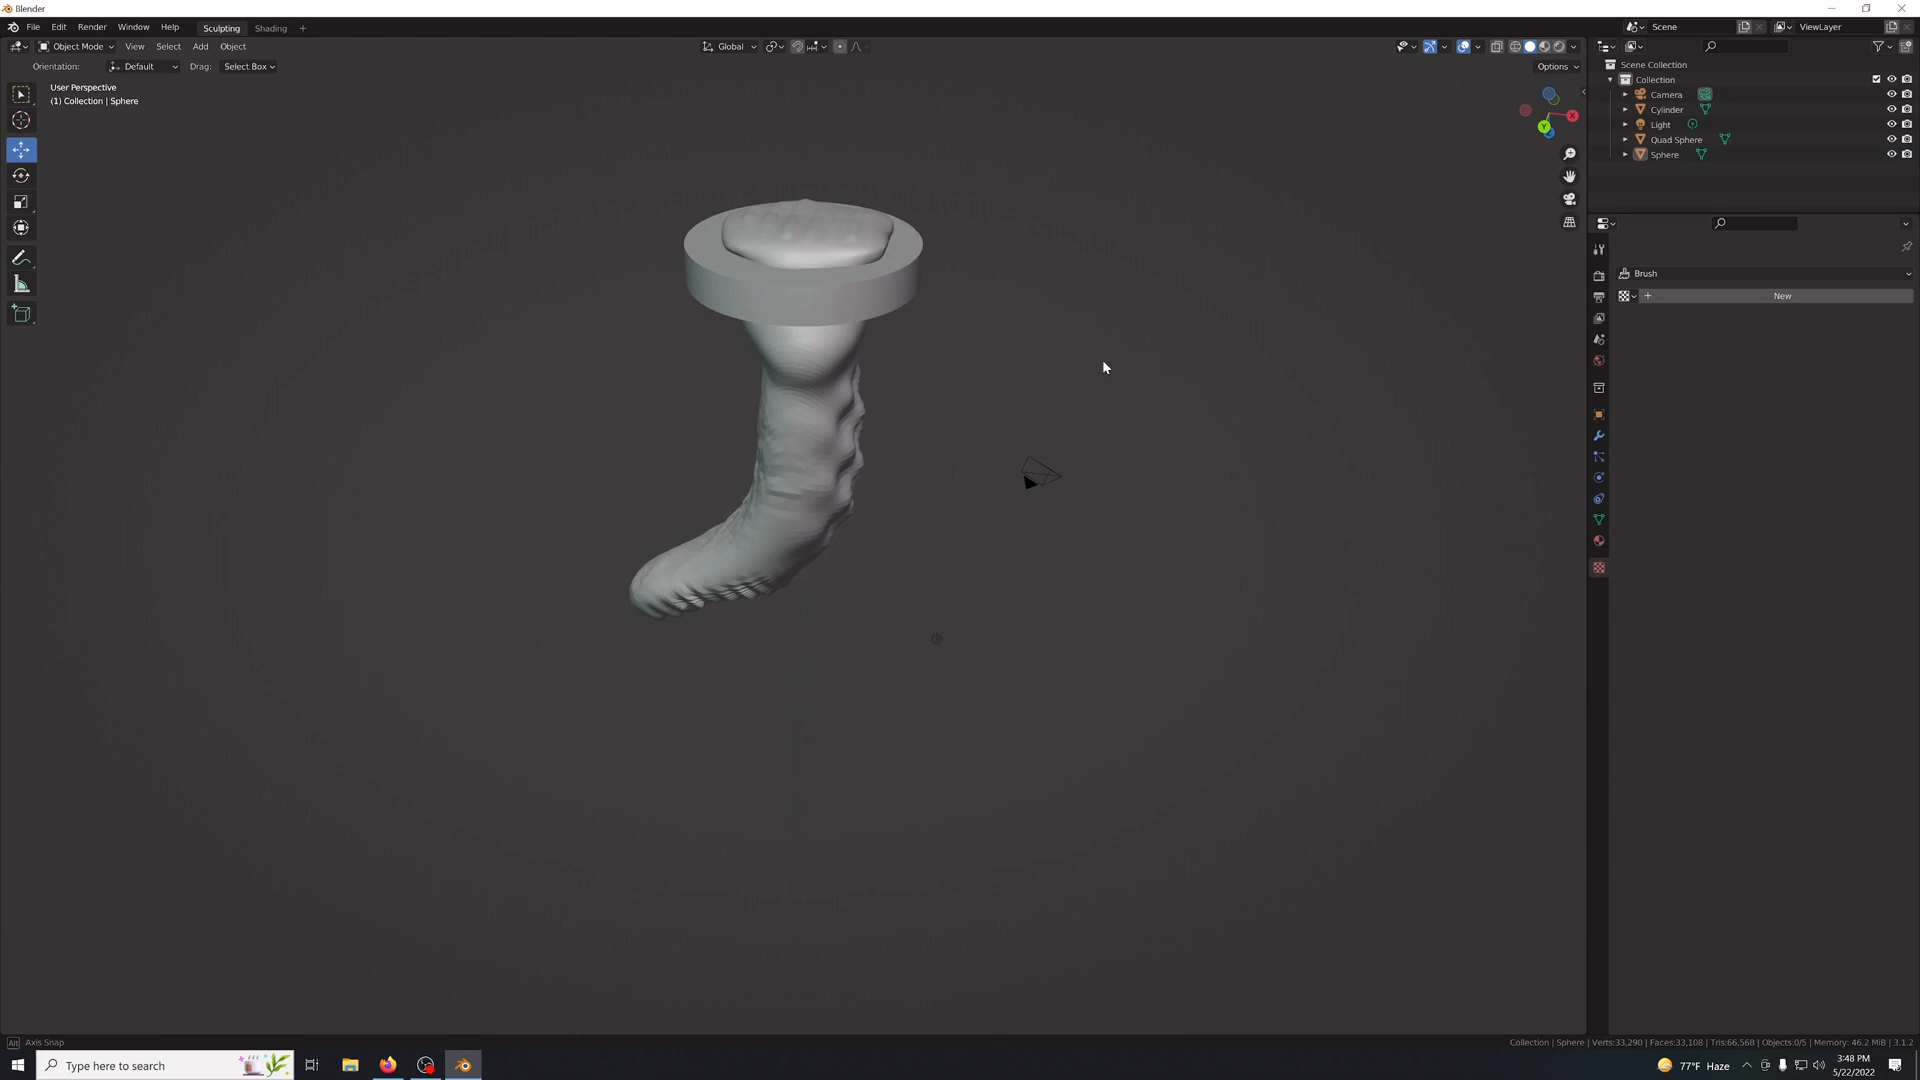 Blender
File Edit Render Window Help Sculpting Shading + Scene ViewLayer
Object Mode View Select Add Object Global
Orientation: Default Drag: Select Box Options
User Perspective
(1) Collection | Sphere
X
Y
Scene Collection
Collection
Camera
Cylinder
Light
Quad Sphere
Sphere
Brush
+ New
Alt Axis Snap
Collection | Sphere | Verts:33,290 | Faces:33,108 | Tris:66,568 | Objects:0/5 | Memory: 46.2 MiB | 3.1.2
Type here to search
77°F Haze
3:48 PM
5/22/2022